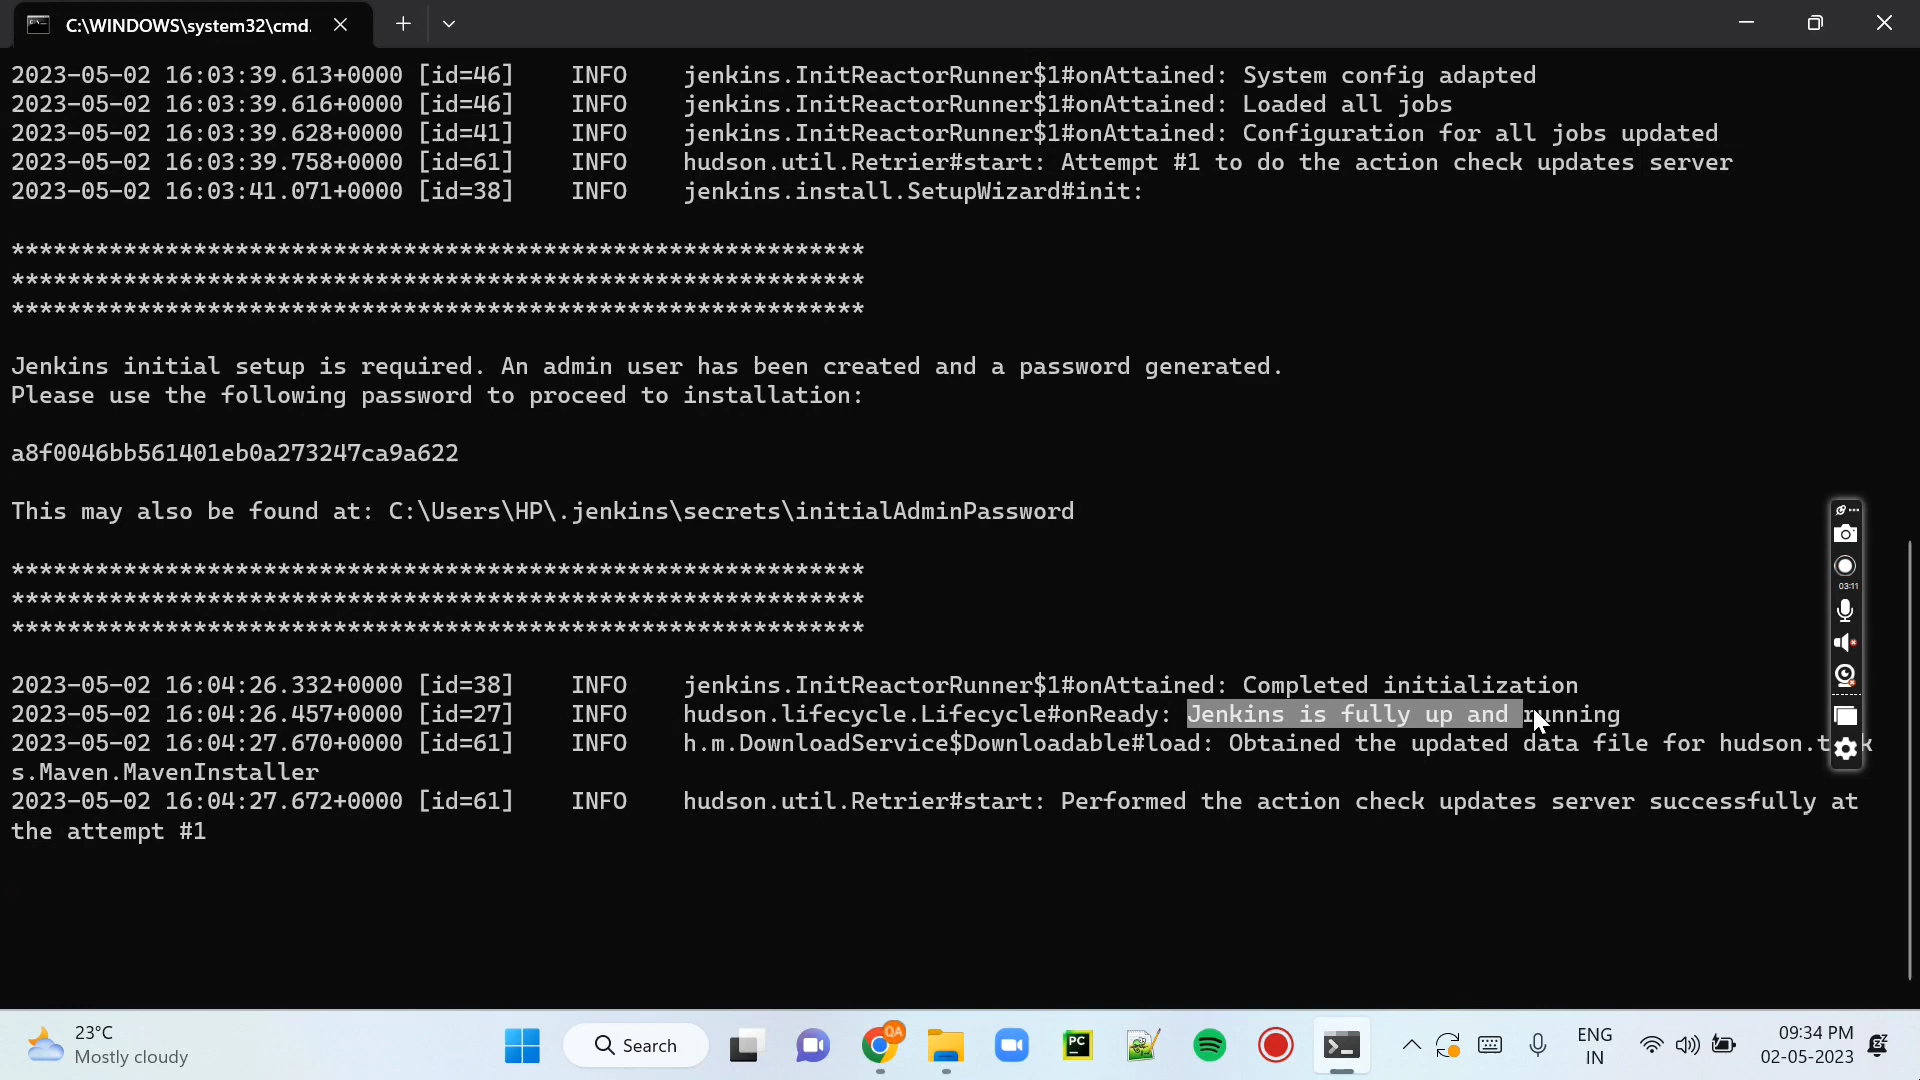 C:\WINDOWS\system32\cmd.
2023-05-02 16:03:39.613+0000 [id=46]    INFO    jenkins.InitReactorRunner$1#onAttained: System config adapted
2023-05-02 16:03:39.616+0000 [id=46]    INFO    jenkins.InitReactorRunner$1#onAttained: Loaded all jobs
2023-05-02 16:03:39.628+0000 [id=41]    INFO    jenkins.InitReactorRunner$1#onAttained: Configuration for all jobs updated
2023-05-02 16:03:39.758+0000 [id=61]    INFO    hudson.util.Retrier#start: Attempt #1 to do the action check updates server
2023-05-02 16:03:41.071+0000 [id=38]    INFO    jenkins.install.SetupWizard#init:
*************************************************************
*************************************************************
*************************************************************
Jenkins initial setup is required. An admin user has been created and a password generated.
Please use the following password to proceed to installation:
a8f0046bb561401eb0a273247ca9a622
This may also be found at: C:\Users\HP\.jenkins\secrets\initialAdminPassword
*************************************************************
*************************************************************
*************************************************************
2023-05-02 16:04:26.332+0000 [id=38]    INFO    jenkins.InitReactorRunner$1#onAttained: Completed initialization
2023-05-02 16:04:26.457+0000 [id=27]    INFO    hudson.lifecycle.Lifecycle#onReady: Jenkins is fully up and running
2023-05-02 16:04:27.670+0000 [id=61]    INFO    h.m.DownloadService$Downloadable#load: Obtained the updated data file for
s.Maven.MavenInstaller
2023-05-02 16:04:27.672+0000 [id=61]    INFO    hudson.util.Retrier#start: Performed the action check updates server successfully at
the attempt #1
03:11
23°C
Mostly cloudy
Search
QA
PC
ENG
IN
09:34 PM
02-05-2023